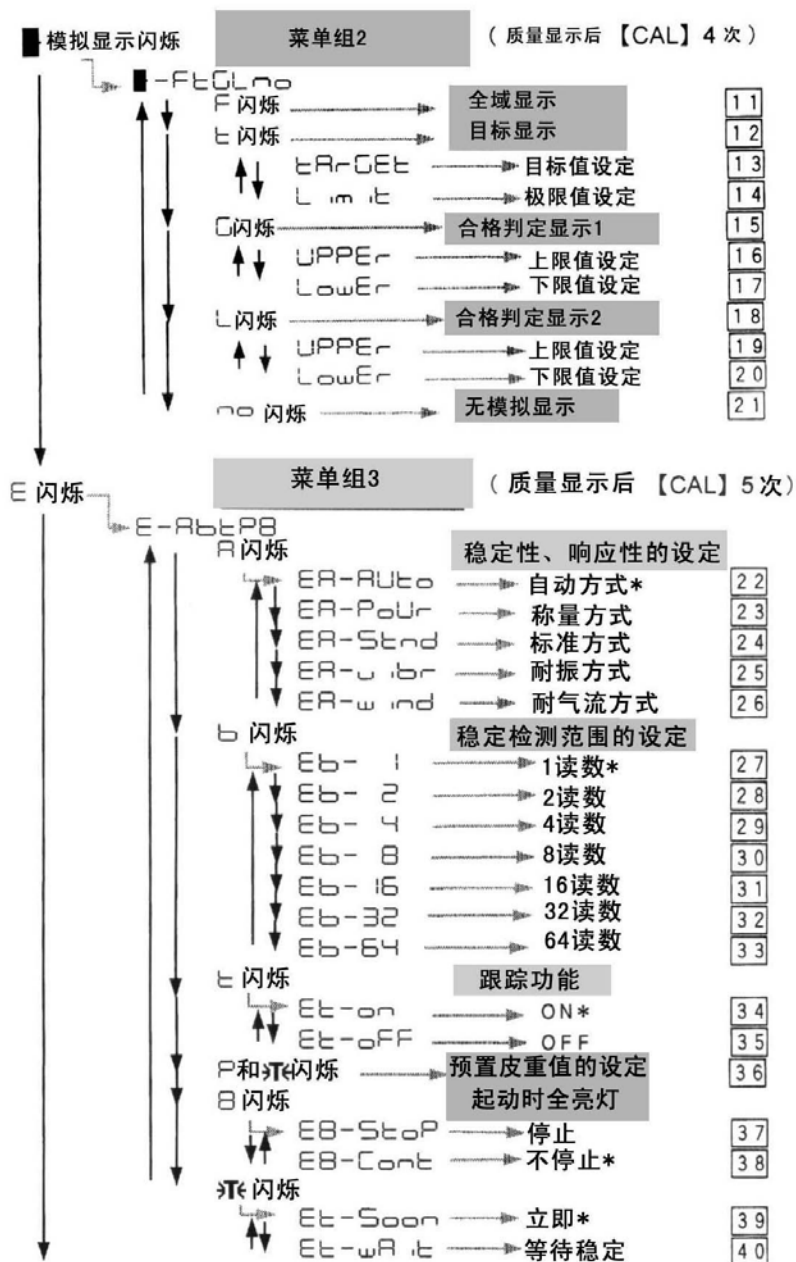 模拟显示闪烁 菜单组2 （ 质量显示后 【CAL】 4 次 ）
-FtGLno
F 闪烁 全域显示 11
t 闪烁 目标显示 12
tArGEt 目标值设定 13
Limit 极限值设定 14
G闪烁 合格判定显示1 15
UPPEr 上限值设定 16
LowEr 下限值设定 17
L闪烁 合格判定显示2 18
UPPEr 上限值设定 19
LowEr 下限值设定 20
no 闪烁 无模拟显示 21
E 闪烁 菜单组3 （ 质量显示后 【CAL】 5 次）
E-AbtP8
A 闪烁 稳定性、响应性的设定
EA-AUto 自动方式* 22
EA-PoUr 称量方式 23
EA-Stnd 标准方式 24
EA-vibr 耐振方式 25
EA-wind 耐气流方式 26
b 闪烁 稳定检测范围的设定
Eb- 1 1读数* 27
Eb- 2 2读数 28
Eb- 4 4读数 29
Eb- 8 8读数 30
Eb- 16 16读数 31
Eb-32 32读数 32
Eb-64 64读数 33
t 闪烁 跟踪功能
Et-on ON* 34
Et-oFF OFF 35
P和→T←闪烁 预置皮重值的设定 36
8 闪烁 起动时全亮灯
E8-StoP 停止 37
E8-Cont 不停止* 38
→T← 闪烁
Et-Soon 立即* 39
Et-wAit 等待稳定 40